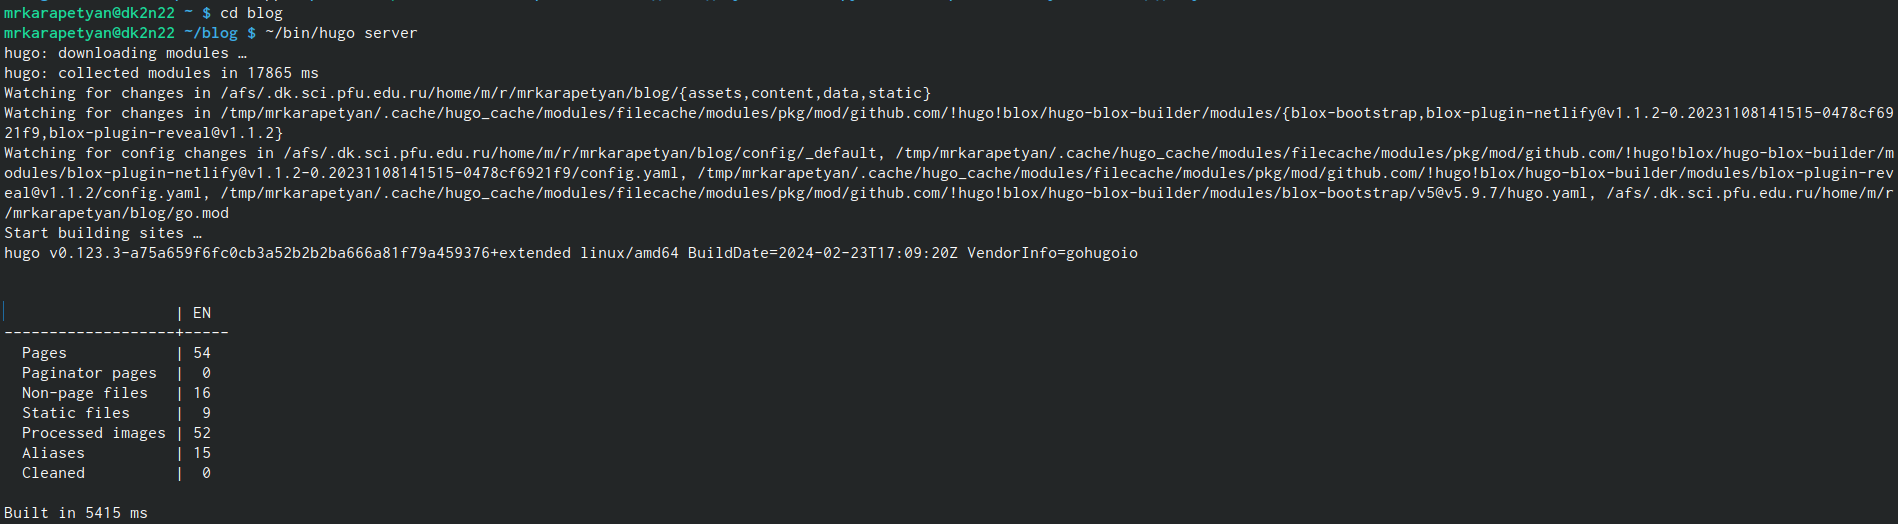 mrkarapetyan@dk2n22 ~ $ cd blog
mrkarapetyan@dk2n22 ~/blog $ ~/bin/hugo server
hugo: downloading modules …
hugo: collected modules in 17865 ms
Watching for changes in /afs/.dk.sci.pfu.edu.ru/home/m/r/mrkarapetyan/blog/{assets,content,data,static}
Watching for changes in /tmp/mrkarapetyan/.cache/hugo_cache/modules/filecache/modules/pkg/mod/github.com/!hugo!blox/hugo-blox-builder/modules/{blox-bootstrap,blox-plugin-netlify@v1.1.2-0.20231108141515-0478cf69
21f9,blox-plugin-reveal@v1.1.2}
Watching for config changes in /afs/.dk.sci.pfu.edu.ru/home/m/r/mrkarapetyan/blog/config/_default, /tmp/mrkarapetyan/.cache/hugo_cache/modules/filecache/modules/pkg/mod/github.com/!hugo!blox/hugo-blox-builder/m
odules/blox-plugin-netlify@v1.1.2-0.20231108141515-0478cf6921f9/config.yaml, /tmp/mrkarapetyan/.cache/hugo_cache/modules/filecache/modules/pkg/mod/github.com/!hugo!blox/hugo-blox-builder/modules/blox-plugin-rev
eal@v1.1.2/config.yaml, /tmp/mrkarapetyan/.cache/hugo_cache/modules/filecache/modules/pkg/mod/github.com/!hugo!blox/hugo-blox-builder/modules/blox-bootstrap/v5@v5.9.7/hugo.yaml, /afs/.dk.sci.pfu.edu.ru/home/m/r
/mrkarapetyan/blog/go.mod
Start building sites …
hugo v0.123.3-a75a659f6fc0cb3a52b2b2ba666a81f79a459376+extended linux/amd64 BuildDate=2024-02-23T17:09:20Z VendorInfo=gohugoio
                   | EN
-------------------+-----
  Pages            | 54
  Paginator pages  |  0
  Non-page files   | 16
  Static files     |  9
  Processed images | 52
  Aliases          | 15
  Cleaned          |  0
Built in 5415 ms